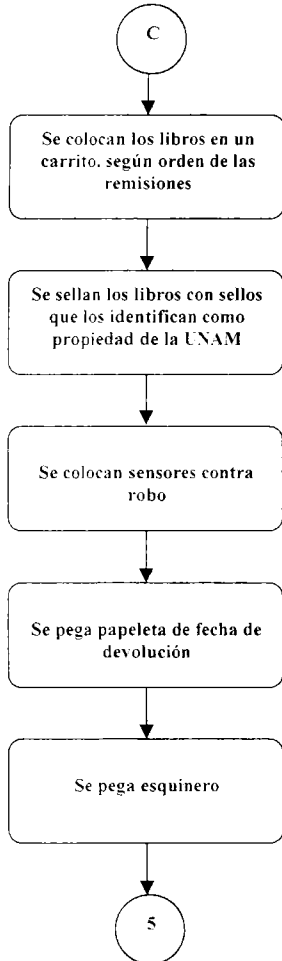 C
Se colocan los libros en un
carrito. según orden de las
remisiones
Se sellan los libros con sellos
que los identifican como
propiedad de la UNAM
Se colocan sensores contra
robo
Se pega papeleta de fecha de
devolución
Se pega esquinero
5